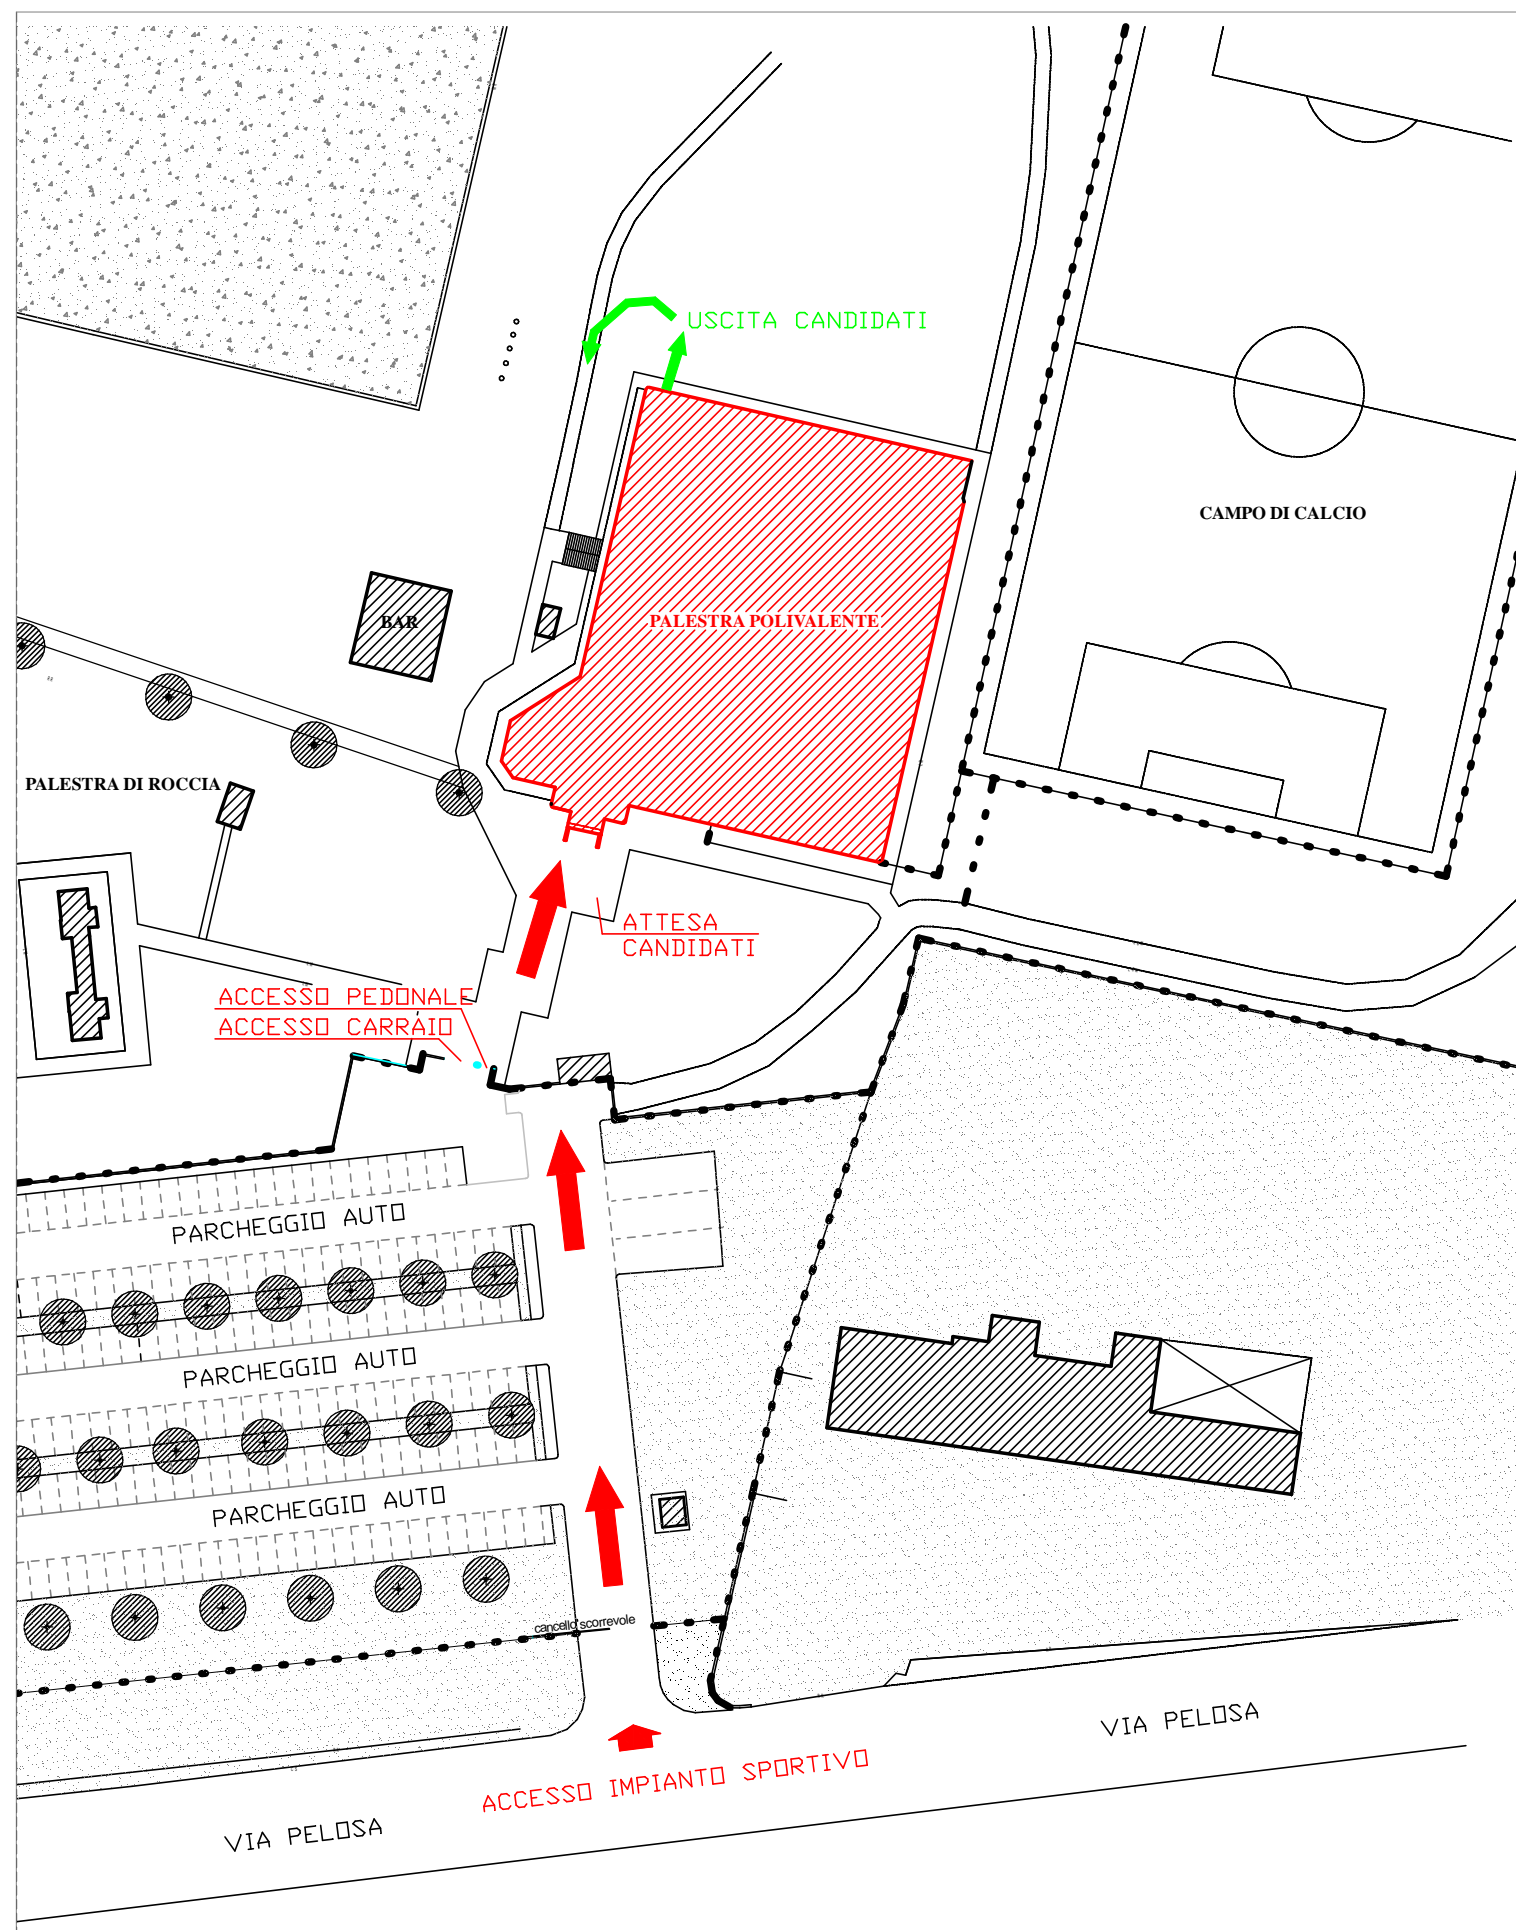 USCITA CANDIDATI
CAMPO DI CALCIO
BAR
PALESTRA POLIVALENTE
PALESTRA DI ROCCIA
ATTESA
CANDIDATI
ACCESSO PEDONALE
ACCESSO CARRAIO
PARCHEGGIO AUTO
PARCHEGGIO AUTO
PARCHEGGIO AUTO
cancello scorrevole
VIA PELOSA
ACCESSO IMPIANTO SPORTIVO
VIA PELOSA